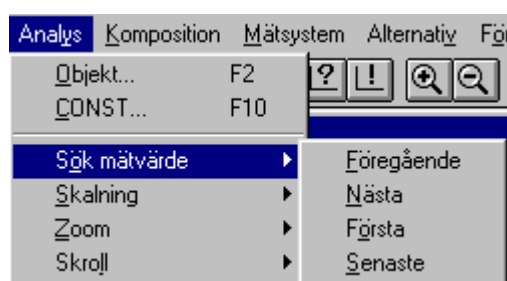 Analys Komposition Mätsystem Alternativ
Objekt... F2
CONST... F10
Sök mätvärde Föregående
Skalning Nästa
Zoom Första
Skroll Senaste